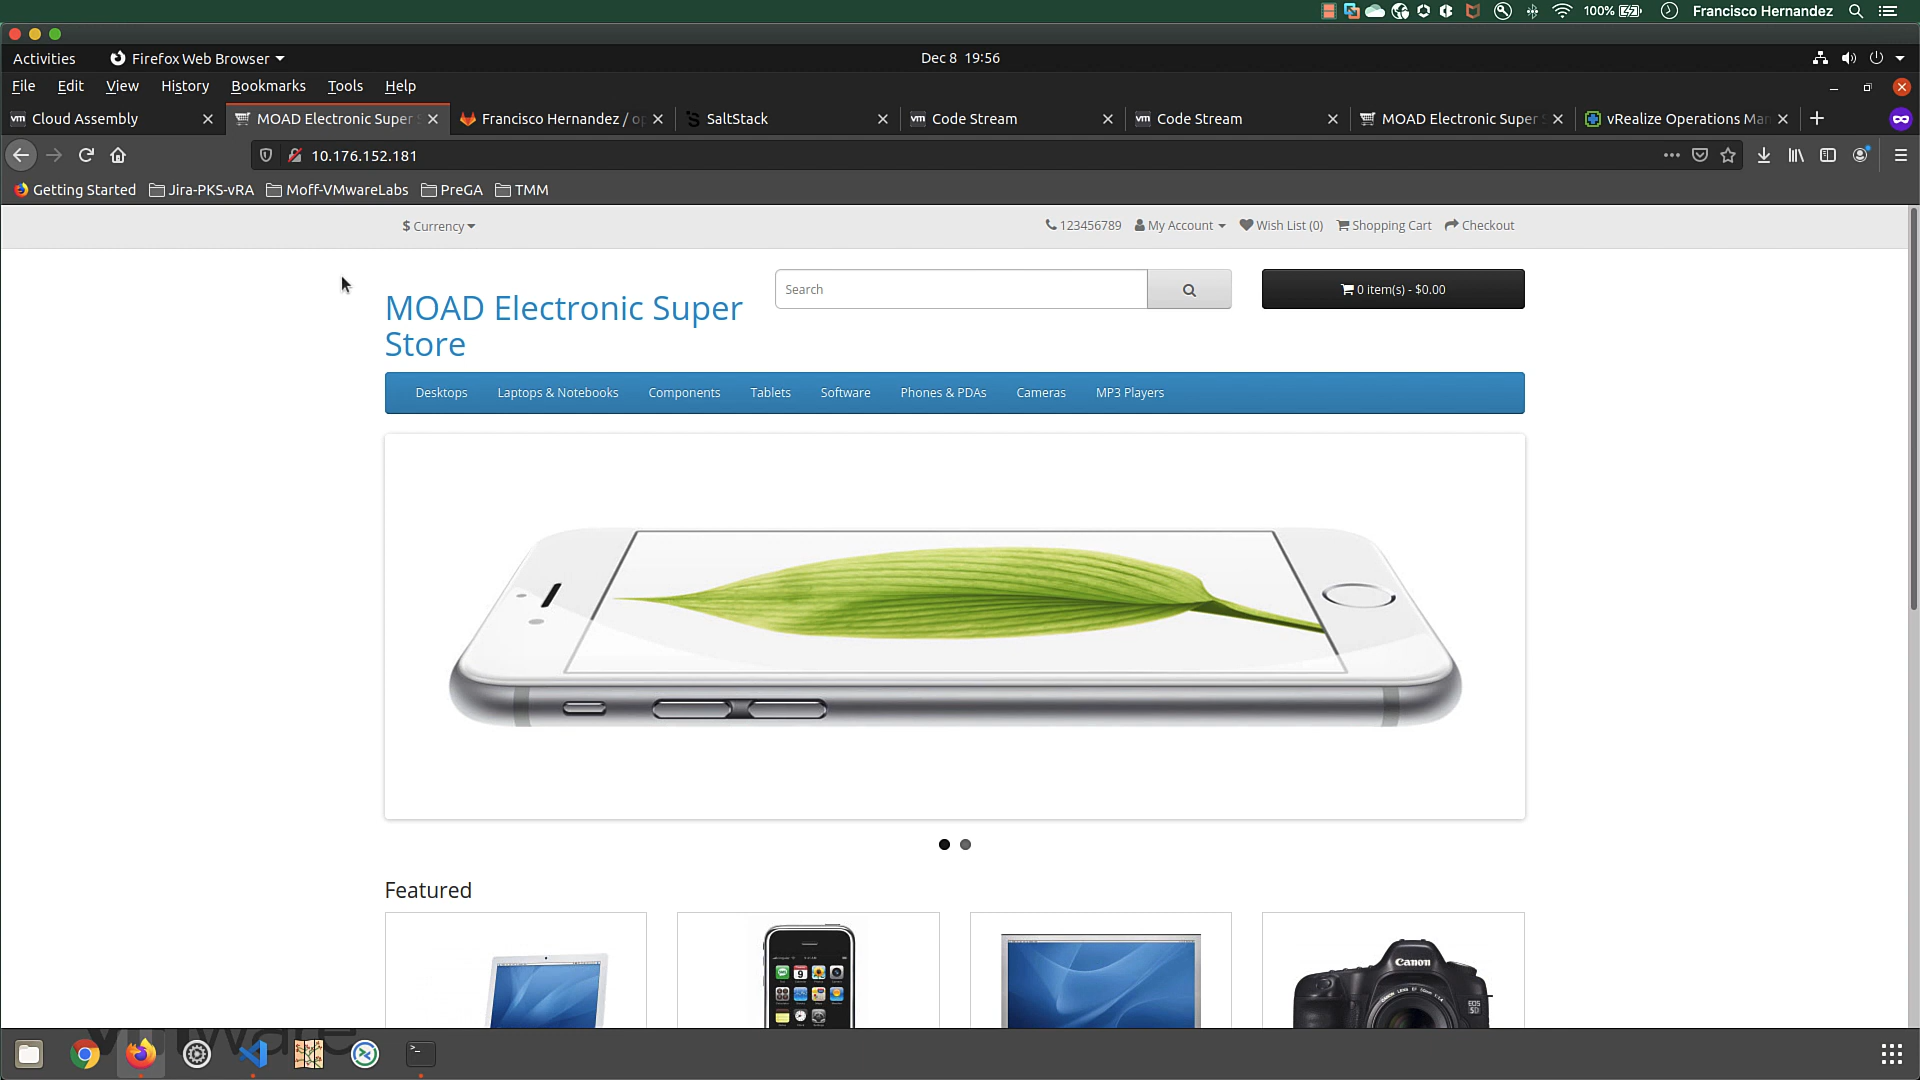 100%
Francisco Hernandez
Activities
Firefox Web Browser
Dec 8 19:56
File Edit View History Bookmarks Tools Help
Cloud Assembly
MOAD Electronic Super
Francisco Hernandez / op
SaltStack
Code Stream
Code Stream
MOAD Electronic Super
vRealize Operations Man
10.176.152.181
Getting Started
Jira-PKS-vRA
Moff-VMwareLabs
PreGA
TMM
$ Currency
123456789
My Account
Wish List (0)
Shopping Cart
Checkout
MOAD Electronic Super
Store
Search
0 item(s) - $0.00
Desktops
Laptops & Notebooks
Components
Tablets
Software
Phones & PDAs
Cameras
MP3 Players
Featured
Canon
vmware